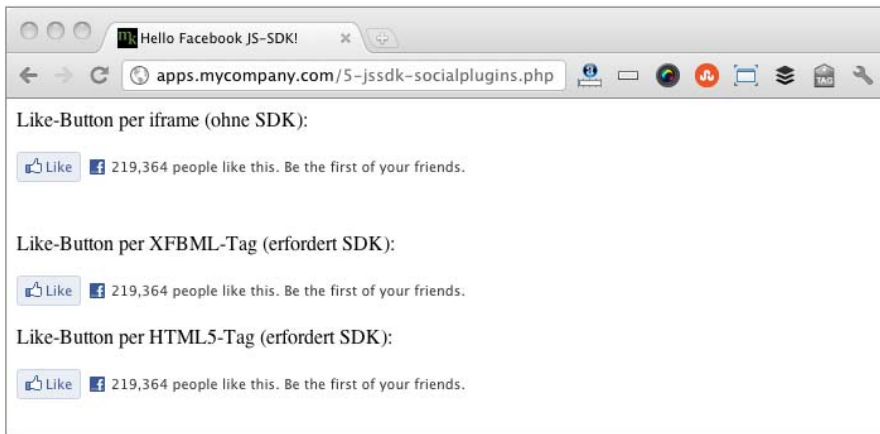 Hello Facebook JS-SDK!
apps.mycompany.com/5-jssdk-socialplugins.php
TAG
Like-Button per iframe (ohne SDK):
Like 219,364 people like this. Be the first of your friends.
Like-Button per XFBML-Tag (erfordert SDK):
Like 219,364 people like this. Be the first of your friends.
Like-Button per HTML5-Tag (erfordert SDK):
Like 219,364 people like this. Be the first of your friends.